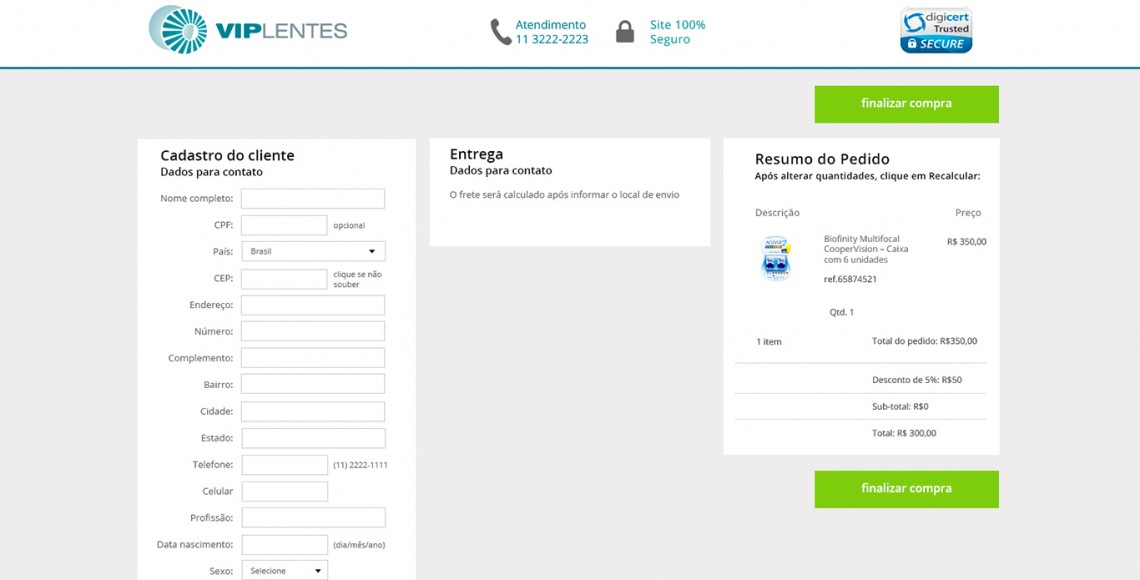 VIPLENTES
Atendimento
11 3222-2223
Site 100%
Seguro
digicert
Trusted
SECURE
finalizar compra
Cadastro do cliente
Dados para contato
Nome completo:
CPF:
opcional
País:
Brasil
CEP:
clique se não
souber
Endereço:
Número:
Complemento:
Bairro:
Cidade:
Estado:
Telefone:
(11) 2222-1111
Celular
Profissão:
Data nascimento:
(dia/mês/ano)
Sexo:
Selecione
Entrega
Dados para contato
O frete será calculado após informar o local de envio
Resumo do Pedido
Após alterar quantidades, clique em Recalcular:
Descrição
Preço
Biofinity Multifocal
CooperVision – Caixa
com 6 unidades
R$ 350,00
ref.65874521
Qtd. 1
1 item
Total do pedido: R$350,00
Desconto de 5%: R$50
Sub-total: R$0
Total: R$ 300,00
finalizar compra